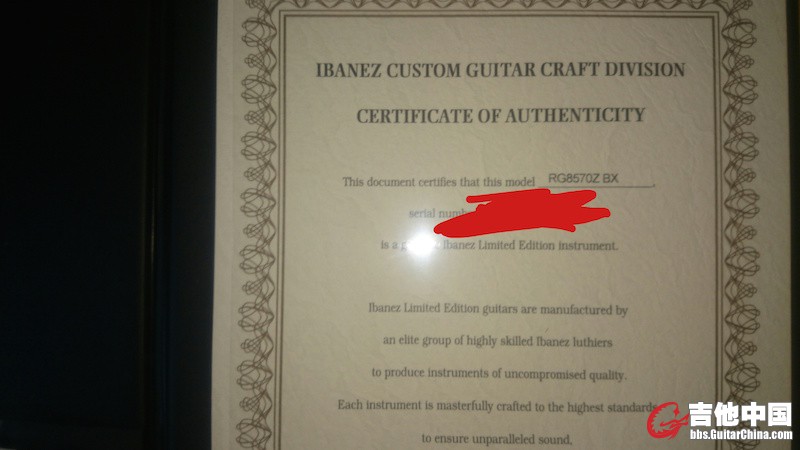 IBANEZ CUSTOM GUITAR CRAFT DIVISION
CERTIFICATE OF AUTHENTICITY
This document certifies that this model RG8570Z BX.
serial
is a Ibanez Limited Edition instrument.
Ibanez Limited Edition guitars are manufactured by
an elite group of highly skilled Ibanez luthiers
to produce instruments of uncompromised quality.
Each instrument is masterfully crafted to the highest standards
to ensure unparalleled sound,
吉他中国
bbs.GuitarChina.com